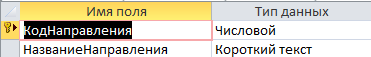 Имя поля Тип данных
КодНаправления Числовой
НазваниеНаправления Короткий текст